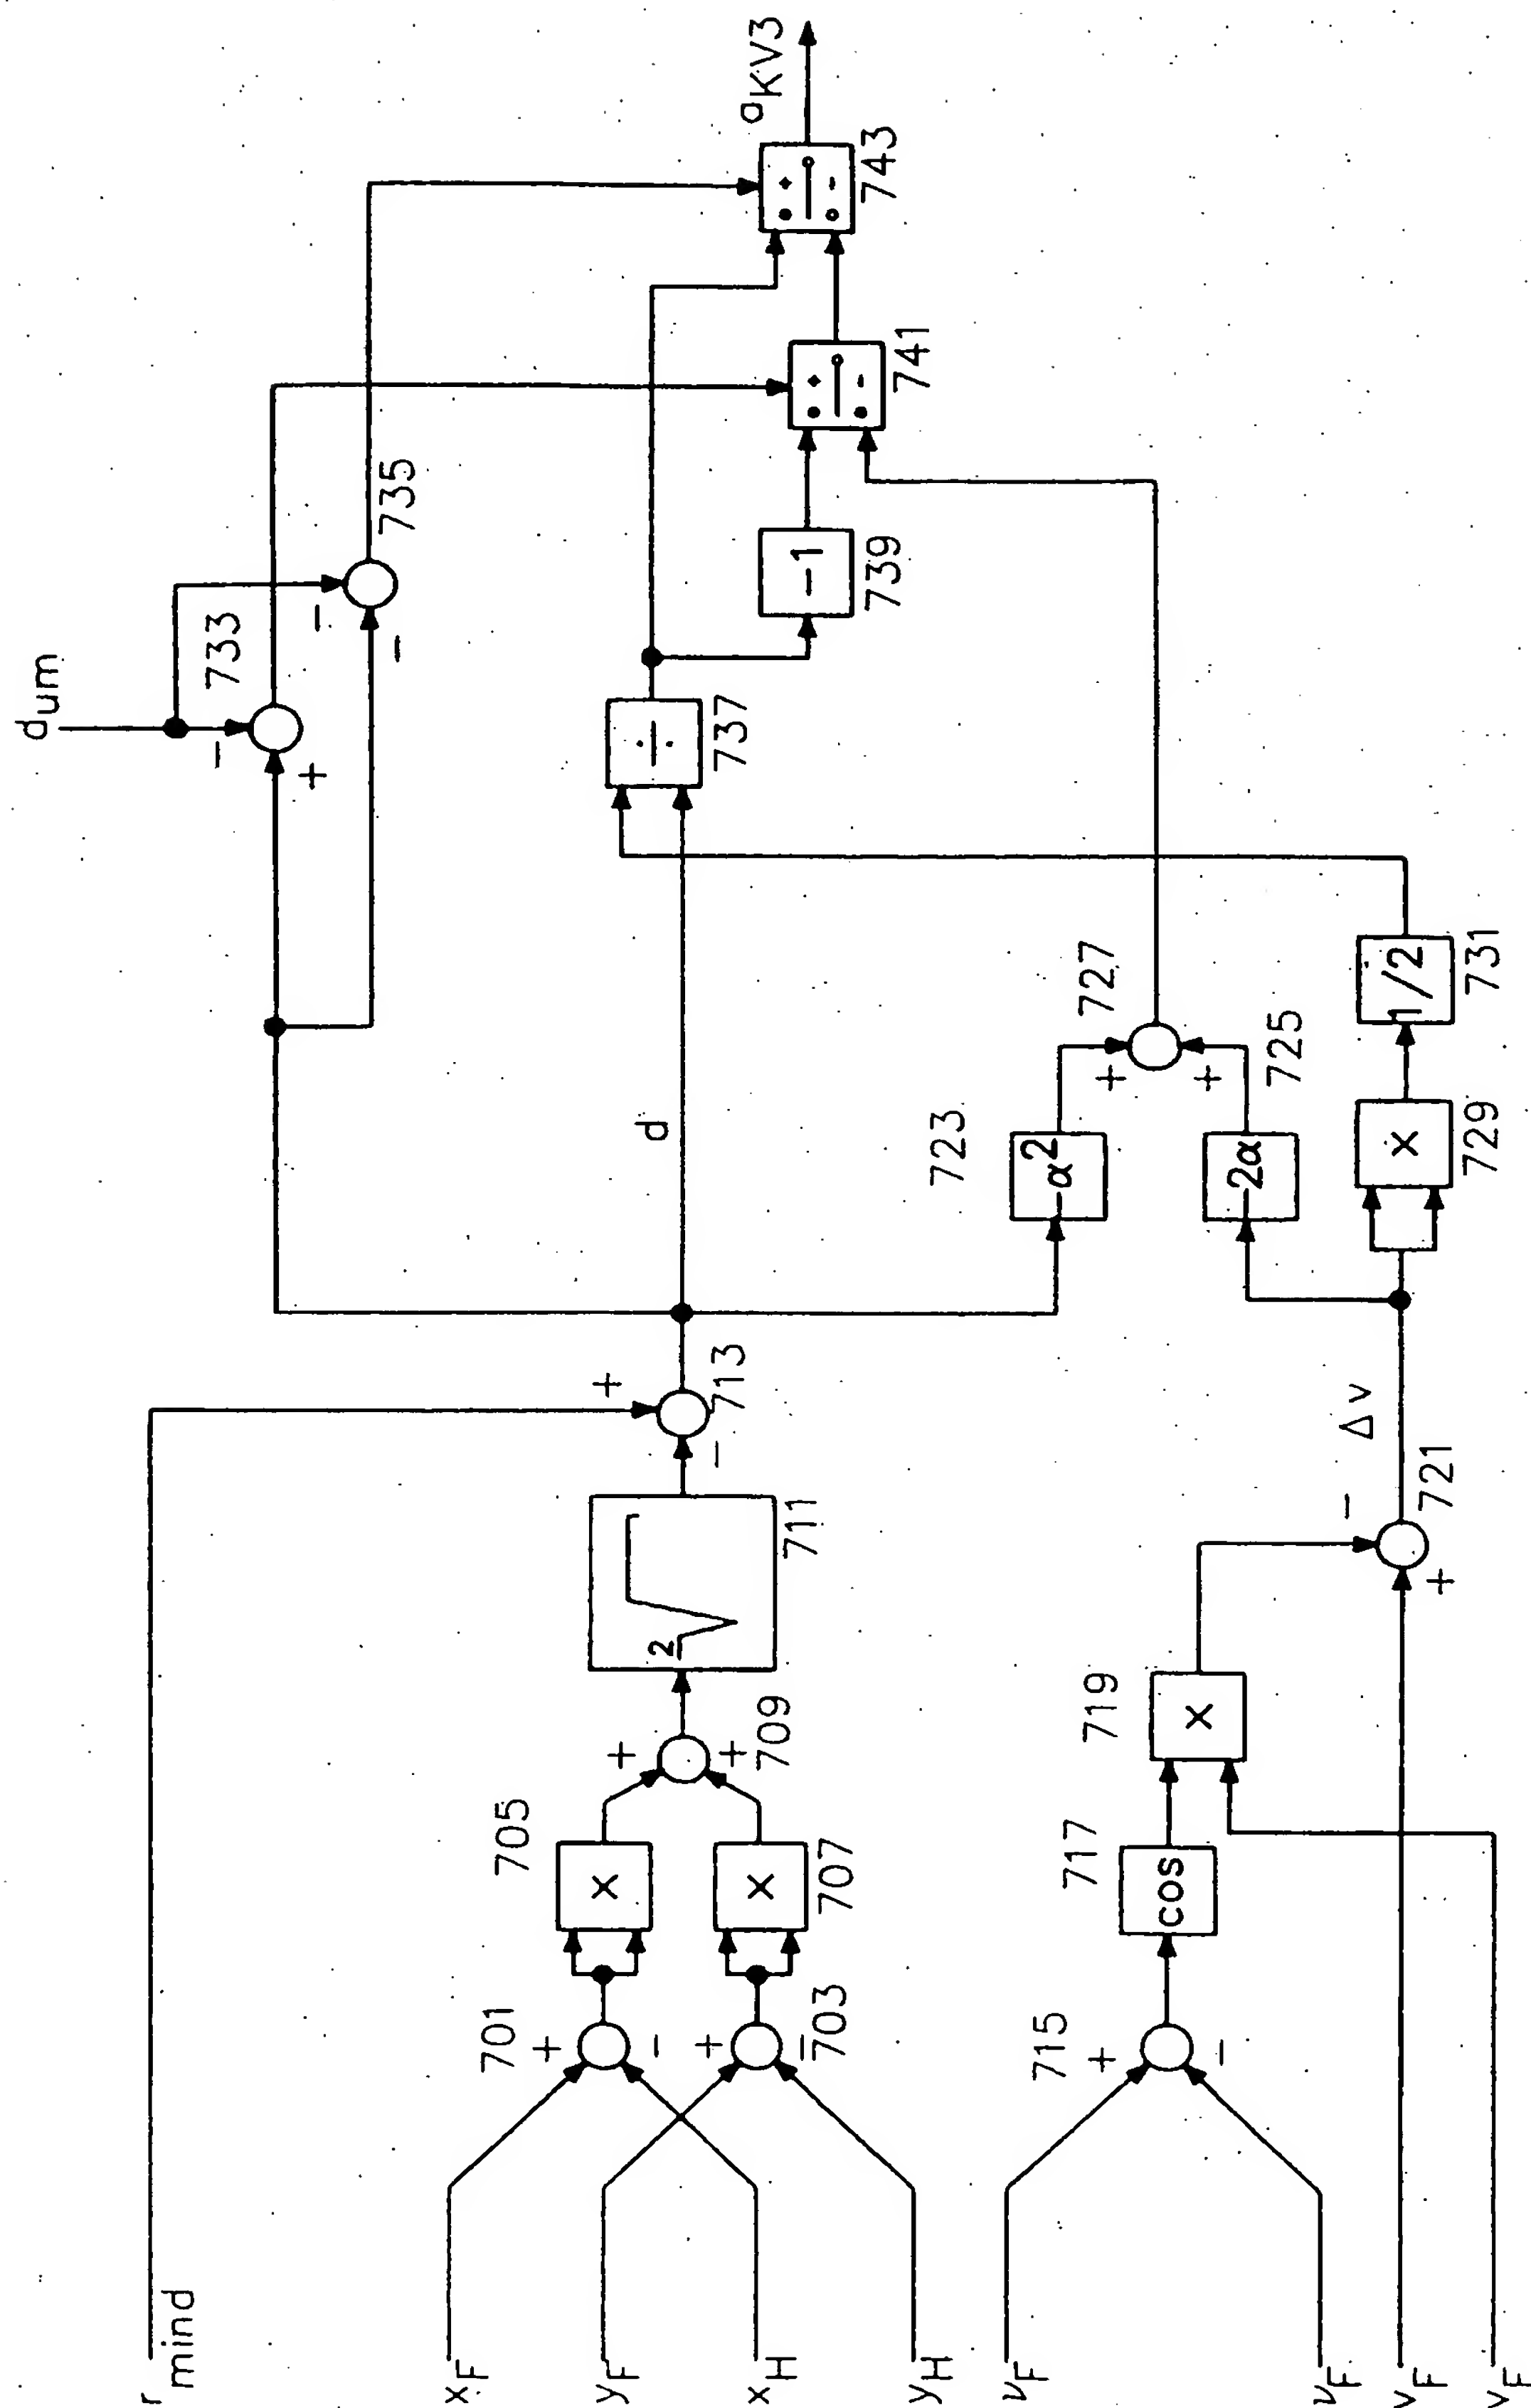 r mind
x F
y F
x H
y H
ν F
ν F
v F
v F
701
+
−
703
+
−
705
x
707
x
709
+
+
711
2
713
+
−
715
+
−
717
cos
719
x
721
−
+
Δv
d
723
-α²
725
-2α
727
+
+
729
x
731
1/2
d um
733
−
+
735
−
−
737
÷
739
-1
741
+
-
743
+
-
a KV3